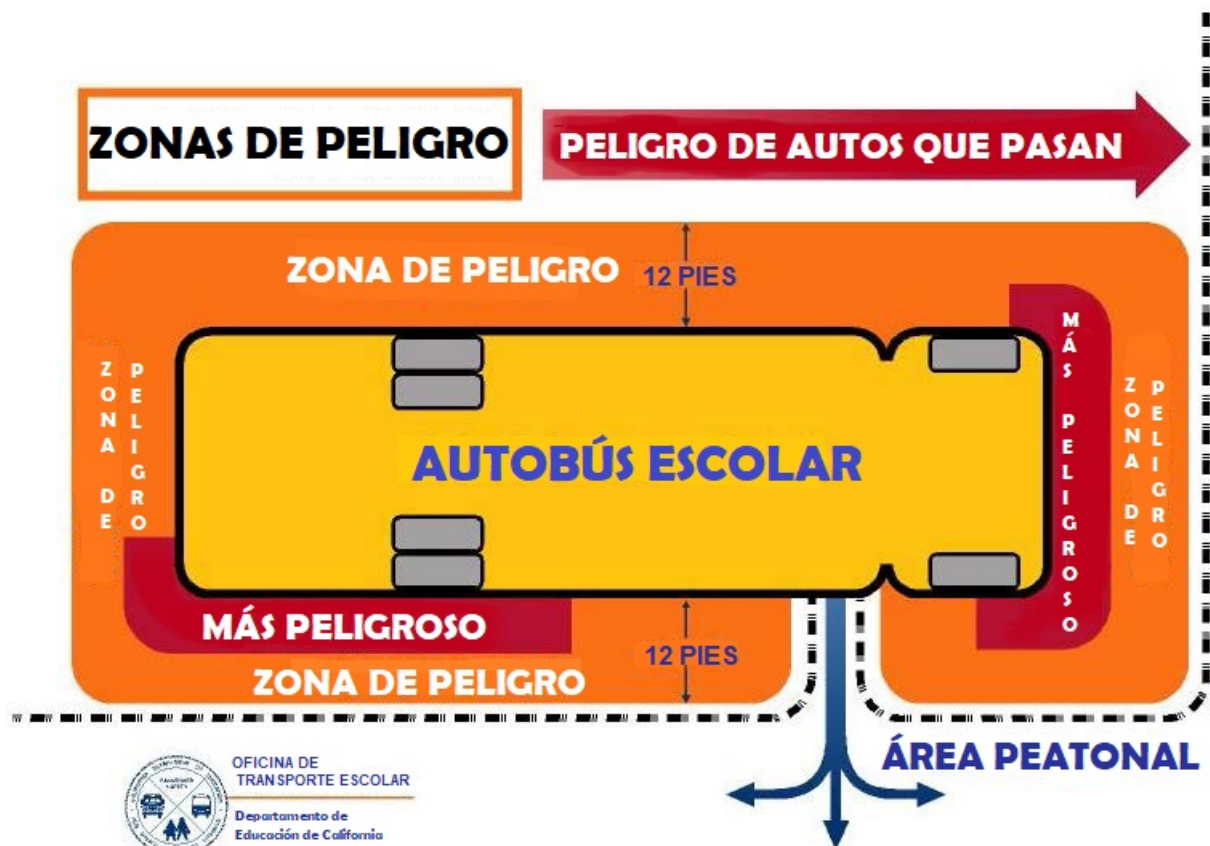 ZONAS DE PELIGRO
PELIGRO DE AUTOS QUE PASAN
ZONA DE PELIGRO
12 PIES
ZONA DE
PELIGRO
AUTOBÚS ESCOLAR
MÁS PELIGROSO
ZONA DE
PELIGRO
MÁS PELIGROSO
12 PIES
ZONA DE PELIGRO
ÁREA PEATONAL
OFICINA DE
TRANSPORTE ESCOLAR
Departamento de
Educación de California
PASSENGER
SAFETY